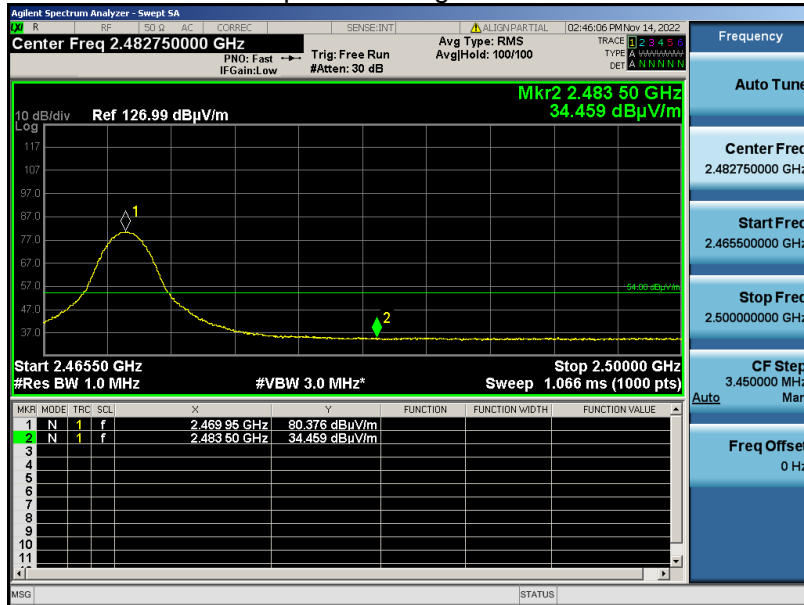 Agilent Spectrum Analyzer - Swept SA
LXI R RF 50 Ω AC CORREC SENSE:INT ALIGN PARTIAL 02:46:06 PM Nov 14, 2022
Center Freq 2.482750000 GHz
PNO: Fast
IFGain:Low
Trig: Free Run
#Atten: 30 dB
Avg Type: RMS
Avg|Hold: 100/100
TRACE 1 2 3 4 5 6
TYPE A
DET A N N N N N
Mkr2 2.483 50 GHz
34.459 dBµV/m
10 dB/div Ref 126.99 dBµV/m
Log
117
107
97.0
87.0
77.0
67.0
57.0
47.0
37.0
1
2
54.00 dBµV/m
Start 2.46550 GHz Stop 2.50000 GHz
#Res BW 1.0 MHz #VBW 3.0 MHz* Sweep 1.066 ms (1000 pts)
MKR MODE TRC SCL X Y FUNCTION FUNCTION WIDTH FUNCTION VALUE
1 N 1 f 2.469 95 GHz 80.376 dBµV/m
2 N 1 f 2.483 50 GHz 34.459 dBµV/m
3
4
5
6
7
8
9
10
11
MSG STATUS
Frequency
Auto Tune
Center Freq
2.482750000 GHz
Start Freq
2.465500000 GHz
Stop Freq
2.500000000 GHz
CF Step
3.450000 MHz
Auto Man
Freq Offset
0 Hz